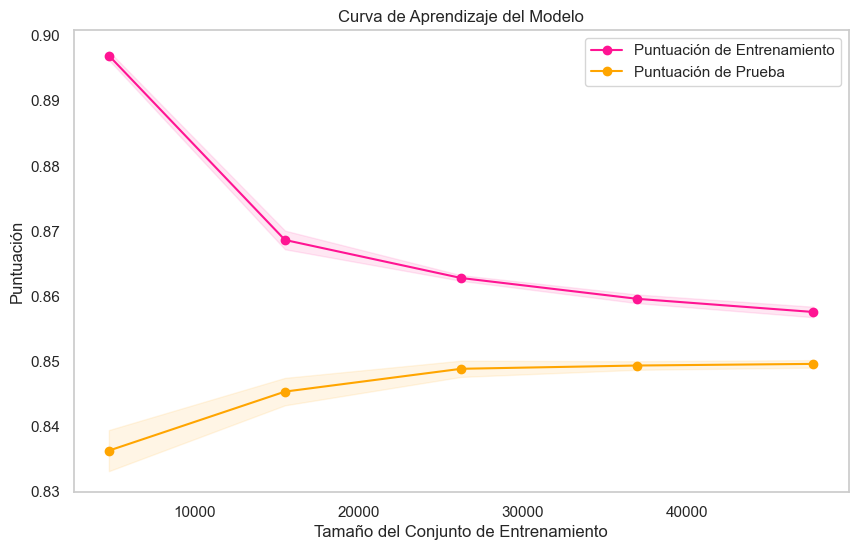 Curva de Aprendizaje del Modelo
Puntuación de Entrenamiento
Puntuación de Prueba
0.90
0.89
0.88
0.87
0.86
0.85
0.84
0.83
Puntuación
10000
20000
30000
40000
Tamaño del Conjunto de Entrenamiento